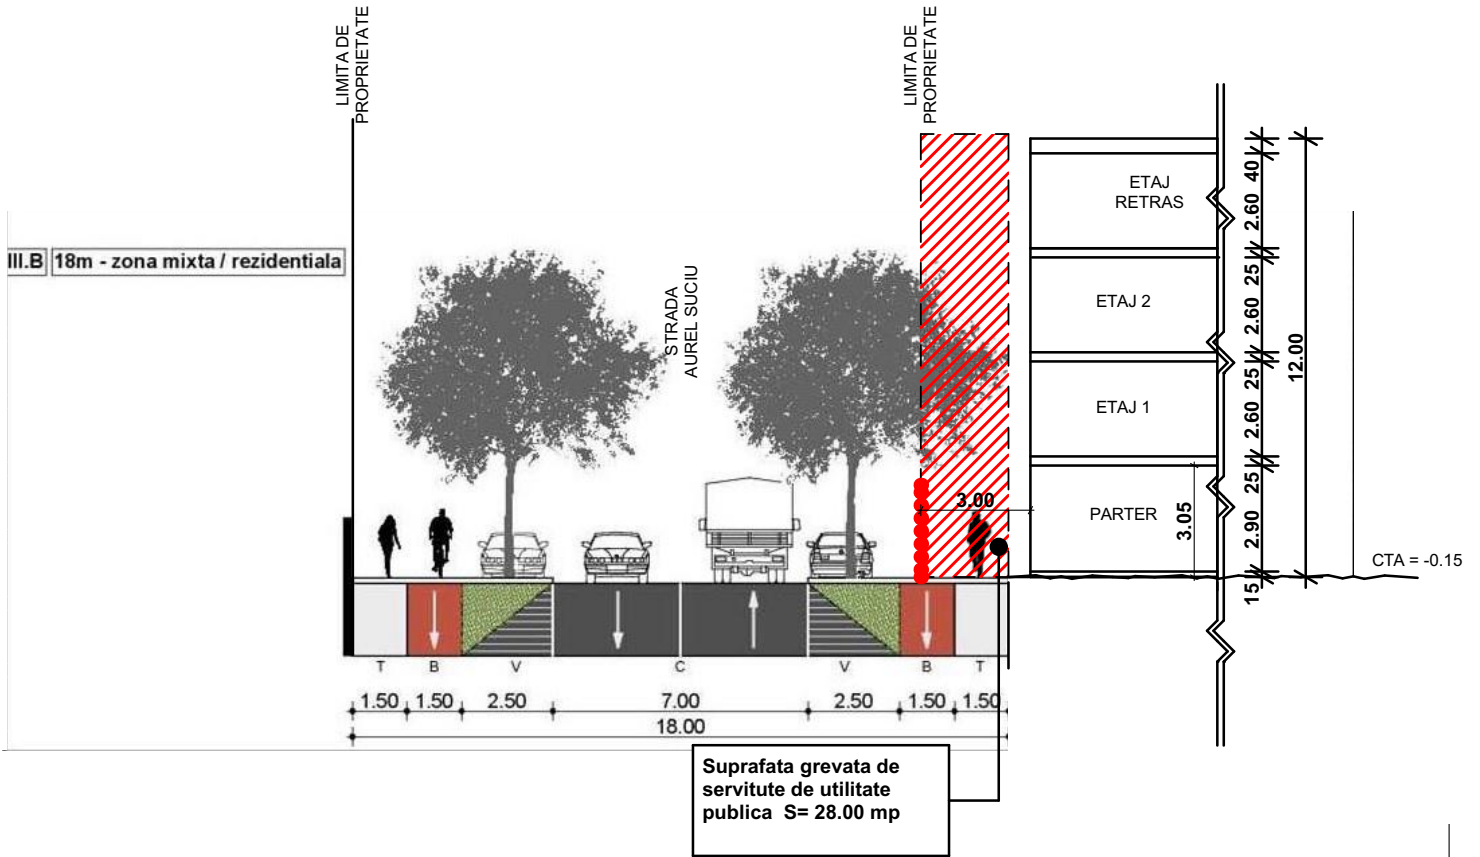 LIMITA DE
PROPRIETATE
LIMITA DE
PROPRIETATE
III.B 18m - zona mixta / rezidentiala
STRADA
AUREL SUCIU
ETAJ
RETRAS
ETAJ 2
ETAJ 1
PARTER
3.00
3.05
40
2.60
25
2.60
25
2.60
25
2.90
15
12.00
CTA = -0.15
T B V C V B T
1.50 1.50 2.50 7.00 2.50 1.50 1.50
18.00
Suprafata grevata de
servitute de utilitate
publica S= 28.00 mp